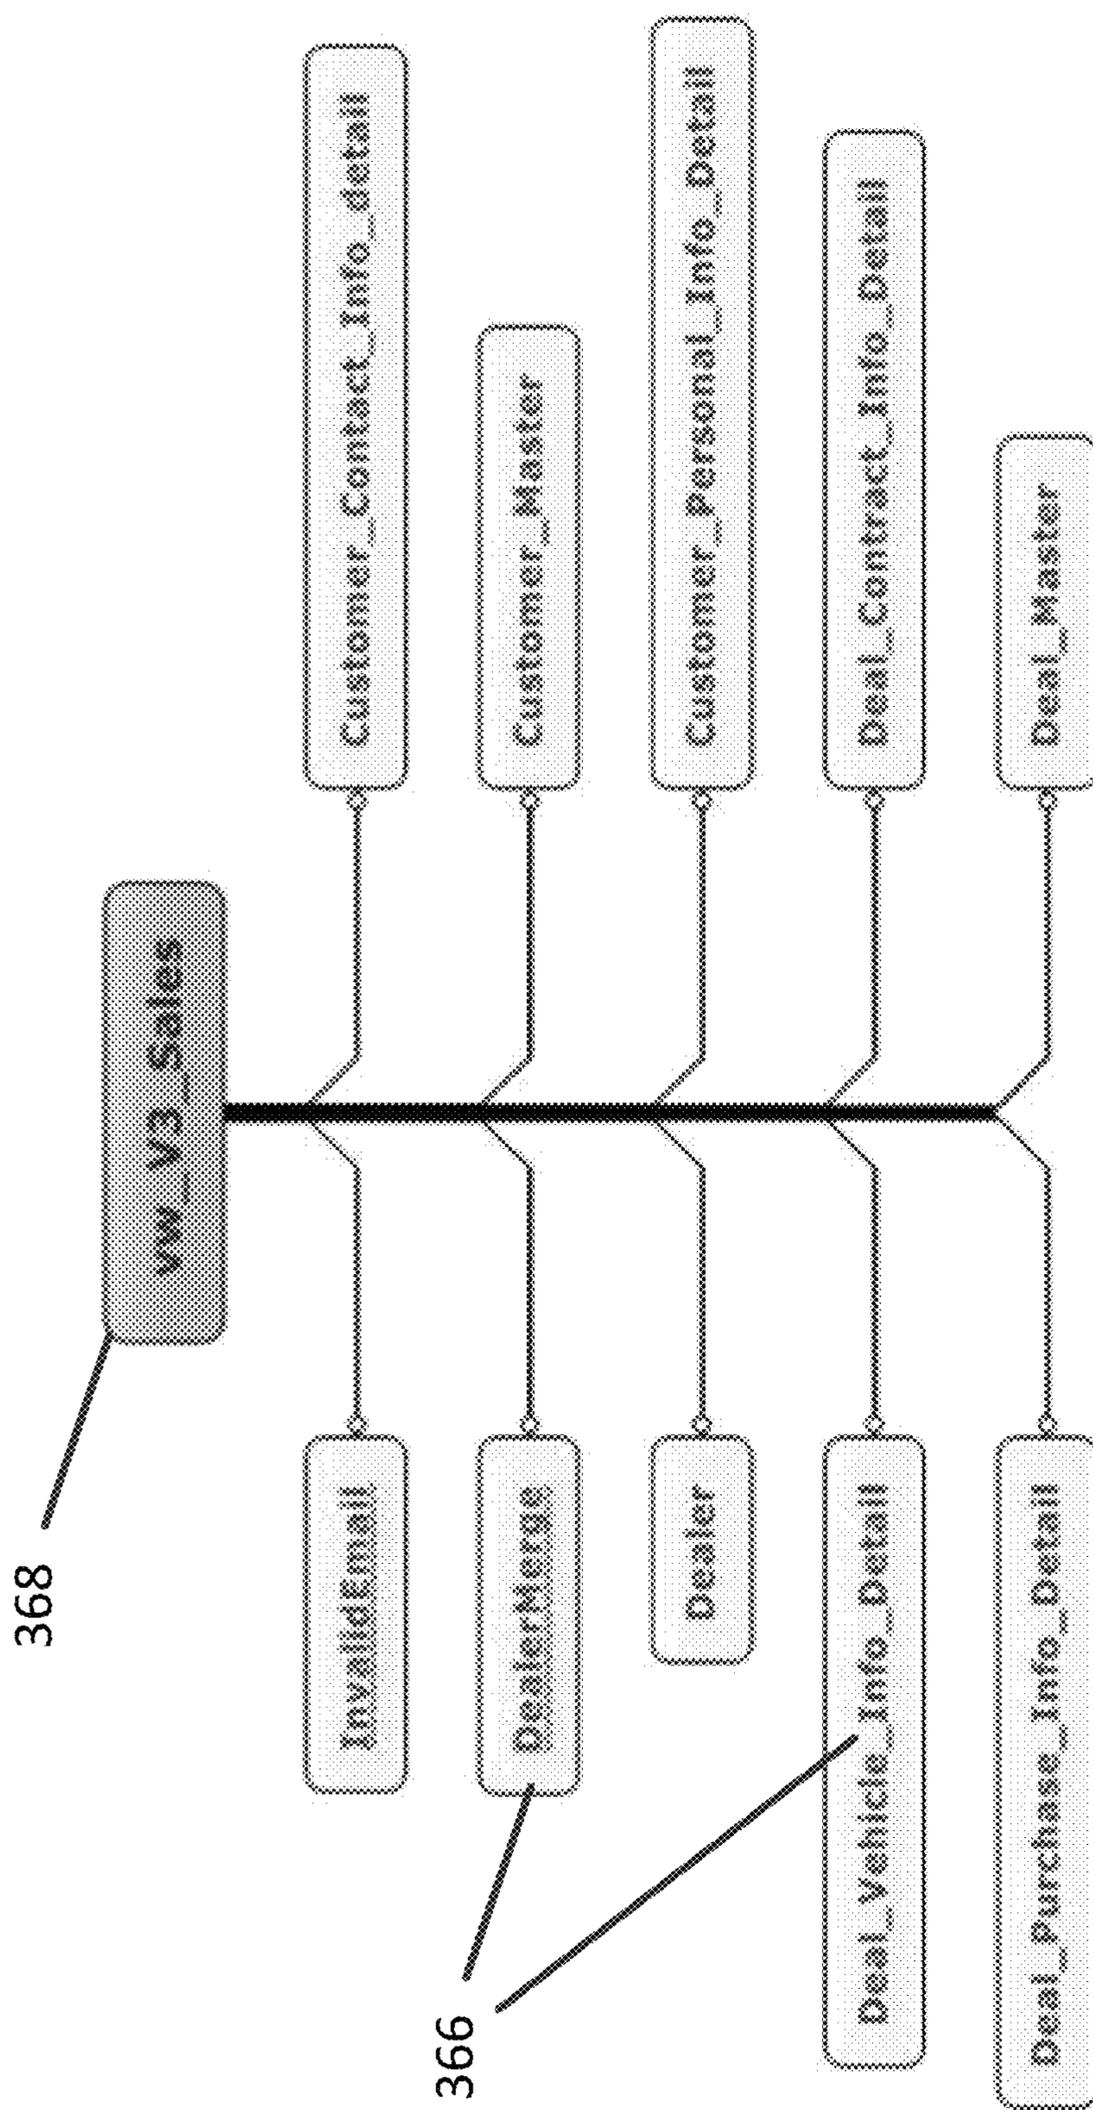 368
vw_V3_Sales
InvalidEmail
Customer_Contact_Info_detail
DealerMerge
Customer_Master
366
Dealer
Customer_Personal_Info_Detail
Deal_Vehicle_Info_Detail
Deal_Contract_Info_Detail
Deal_Purchase_Info_Detail
Deal_Master